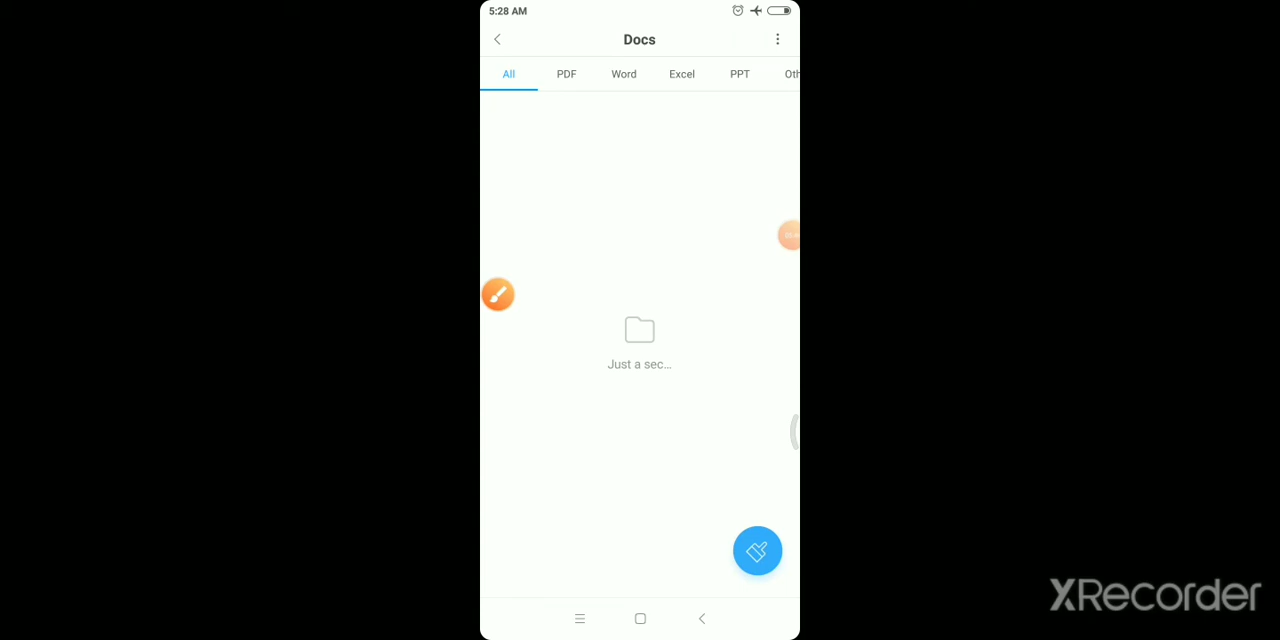 5:28 AM
Docs
All PDF Word Excel PPT Oth
Just a sec...
XRecorder